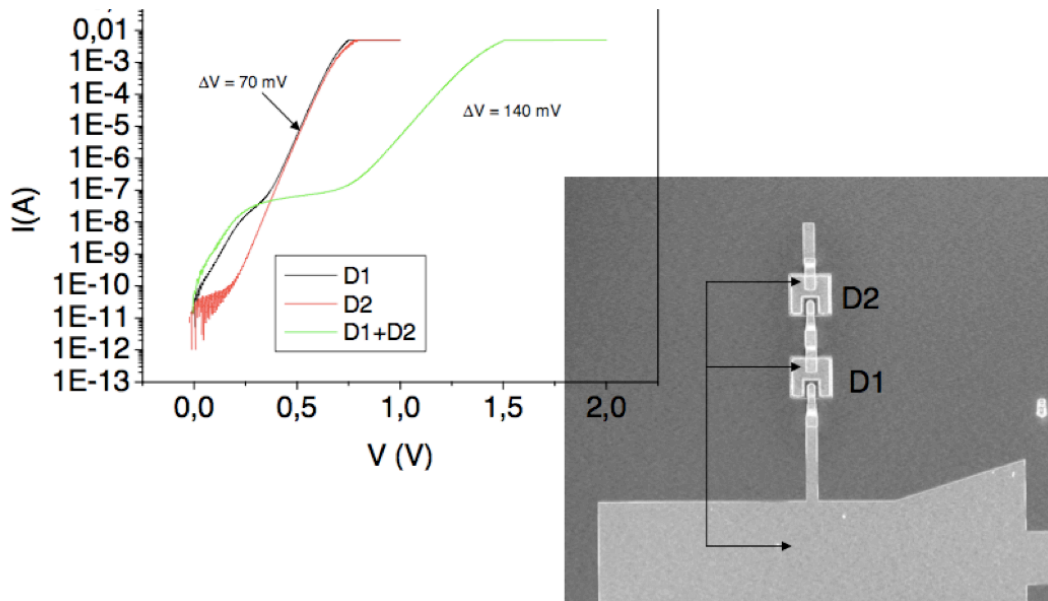 0,01
1E-3
1E-4
1E-5
1E-6
1E-7
1E-8
1E-9
1E-10
1E-11
1E-12
1E-13
I(A)
ΔV = 70 mV
ΔV = 140 mV
D1
D2
D1+D2
0,0 0,5 1,0 1,5 2,0
V (V)
D2
D1